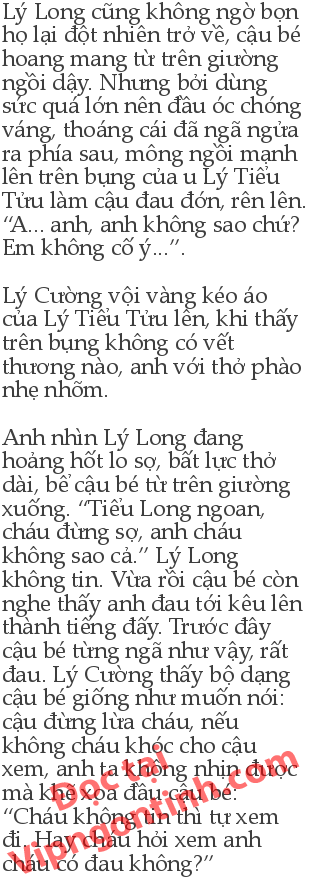 Lý Long cũng không ngờ bọn
họ lại đột nhiên trở về, cậu bé
hoang mang từ trên giường
ngồi dậy. Nhưng bởi dùng
sức quá lớn nên đầu óc chóng
váng, thoáng cái đã ngã ngửa
ra phía sau, mông ngồi mạnh
lên trên bụng của u Lý Tiểu
Tửu làm cậu đau đớn, rên lên.
“A... anh, anh không sao chứ?
Em không cố ý...”.
Lý Cường vội vàng kéo áo
của Lý Tiểu Tửu lên, khi thấy
trên bụng không có vết
thương nào, anh với thở phào
nhẹ nhõm.
Anh nhìn Lý Long đang
hoảng hốt lo sợ, bất lực thở
dài, bế cậu bé từ trên giường
xuống. “Tiểu Long ngoan,
cháu đừng sợ, anh cháu
không sao cả.” Lý Long
không tin. Vừa rồi cậu bé còn
nghe thấy anh đau tới kêu lên
thành tiếng đấy. Trước đây
cậu bé từng ngã như vậy, rất
đau. Lý Cường thấy bộ dạng
cậu bé giống như muốn nói:
cậu đừng lừa cháu, nếu
không cháu khóc cho cậu
xem, anh ta không nhịn được
mà khẽ xoa đầu cậu bé:
“Cháu không tin thì tự xem
đi. Hay cháu hỏi xem anh
cháu có đau không?”
Đọc tại
Vipngontinh.com